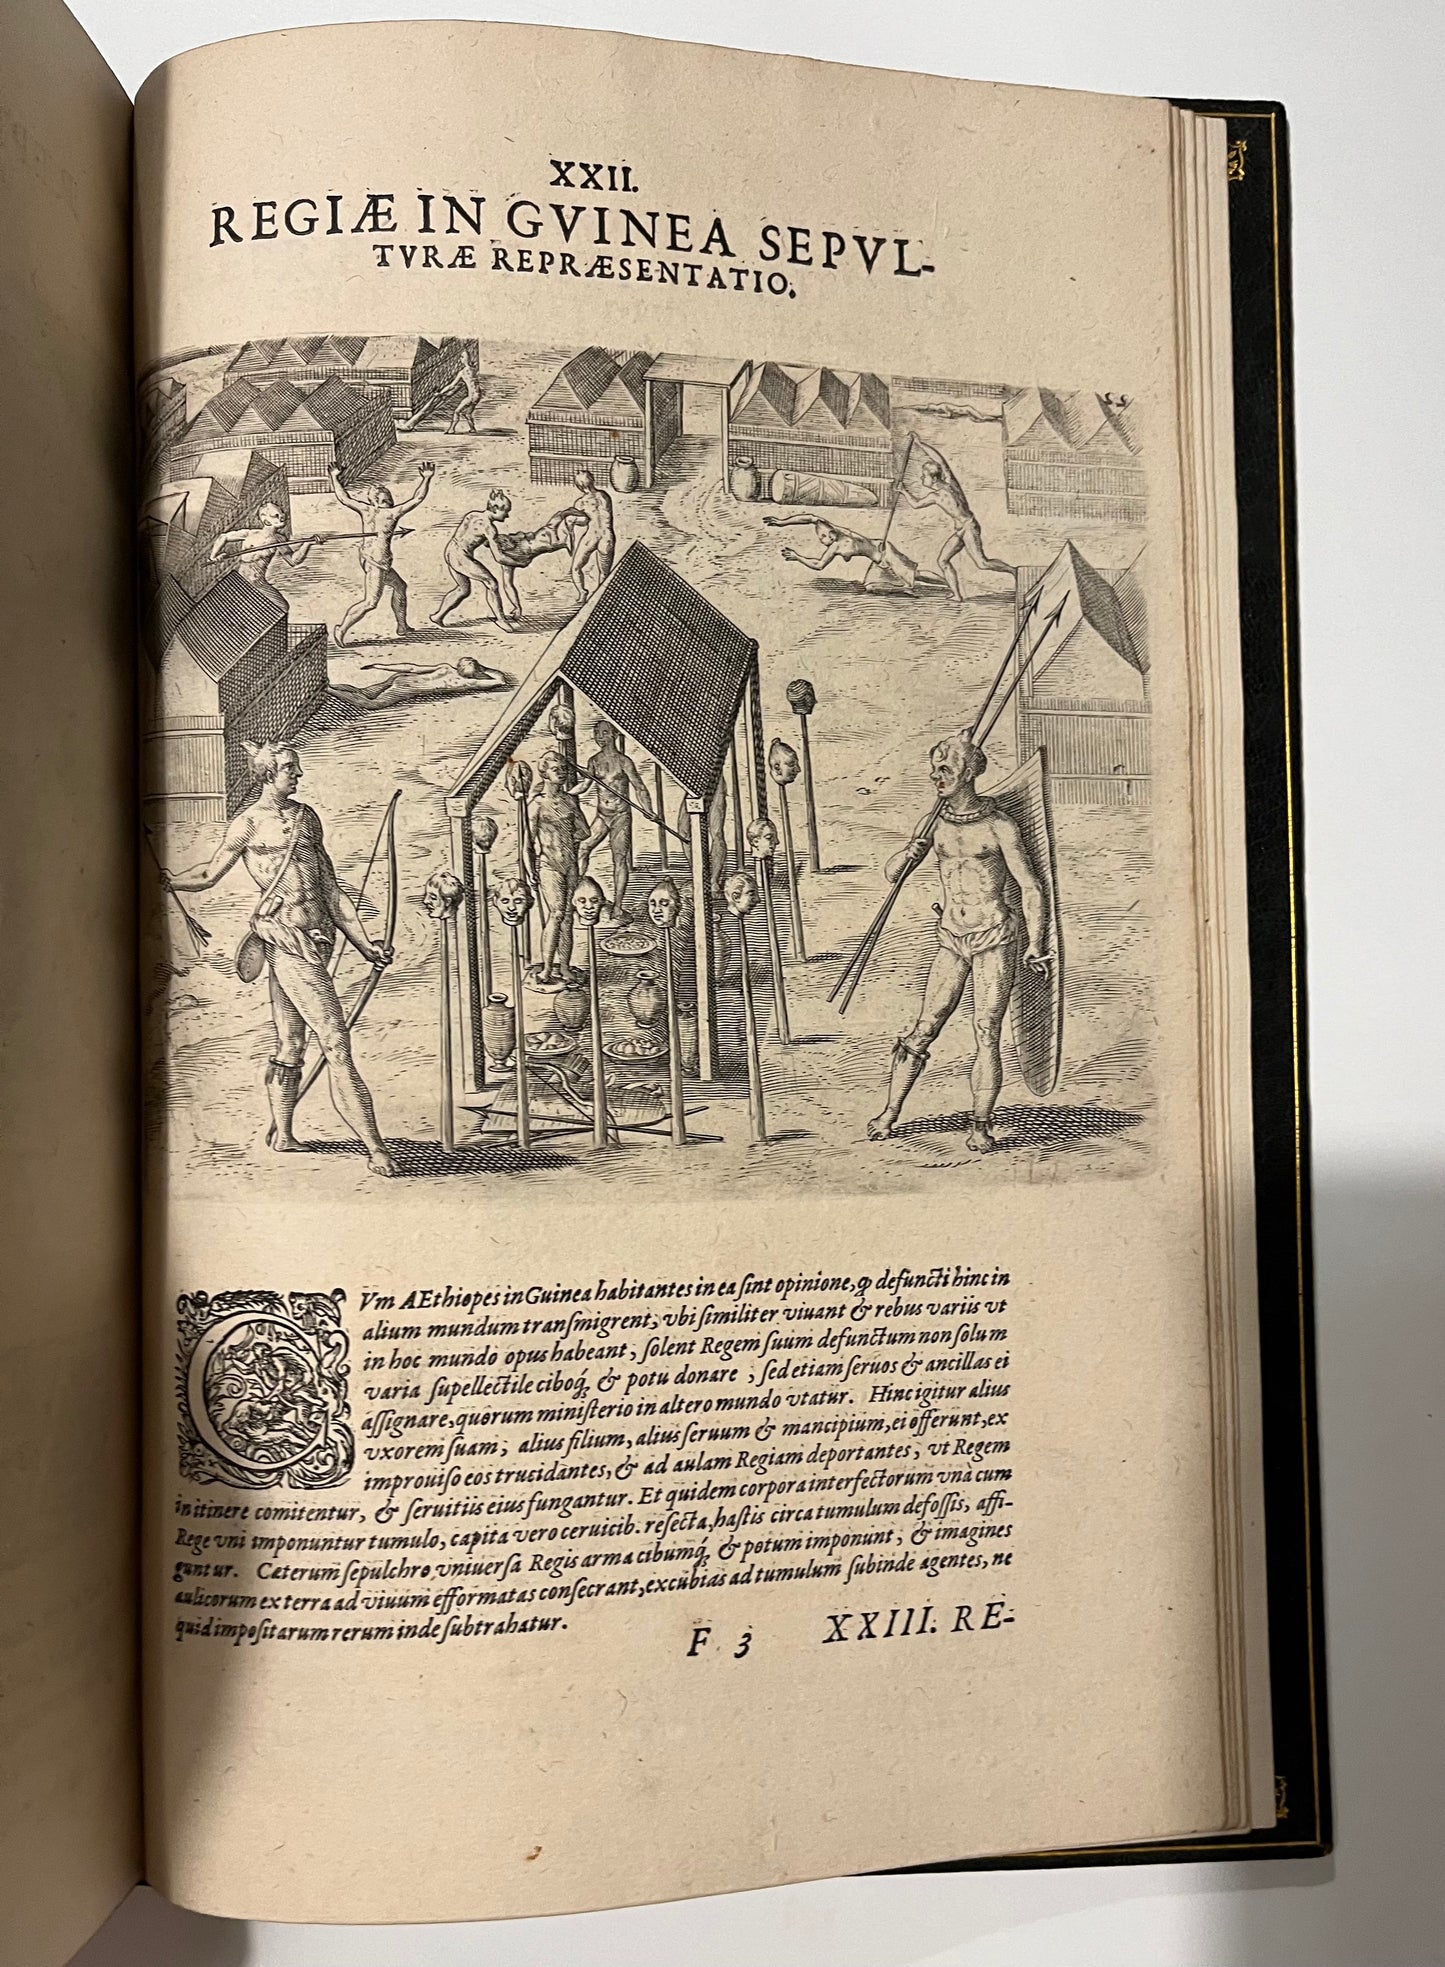 XXII.
REGIÆ IN GVINEA SEPVL-
TVRÆ REPRÆSENTATIO.
22
CVm AEthiopes in Guinea habitantes in ea sint opinione, ꝙ defuncti hinc in
alium mundum transmigrent, vbi similiter viuant & rebus variis vt
in hoc mundo opus habeant, solent Regem suum defunctum non solum
varia supellectile ciboq́; & potu donare ; sed etiam seruos & ancillas ei
assignare, quorum ministerio in altero mundo vtatur. Hinc igitur alius
vxorem suam, alius filium, alius seruum & mancipium, ei offerunt, ex
improuiso eos trucidantes, & ad aulam Regiam deportantes, vt Regem
in itinere comitentur, & seruitiis eius fungantur. Et quidem corpora interfectorum vnà cum
Rege vni imponuntur tumulo, capita vero ceruicib. resecta, hastis circa tumulum defossis, affi-
guntur. Cæterum sepulchro vniuersa Regis arma cibumq́; & potum imponunt, & imagines
aulicorum ex terra ad viuum efformatas consecrant, excubias ad tumulum subinde agentes, ne
quid impositarum rerum inde subtrahatur.
F 3 XXIII. RE-